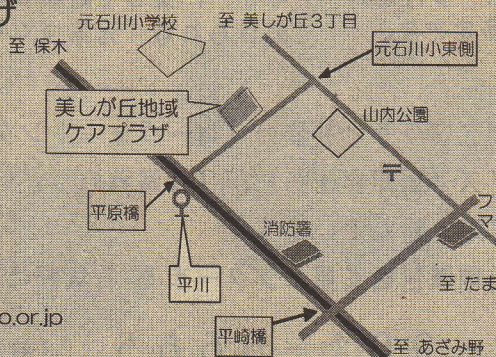 ザ
元石川小学校
至 美しが丘3丁目
至 保木
元石川小東側
美しが丘地域
ケアプラザ
山内公園
〒
平原橋
消防署
フ
マ
平川
至 たま
o.or.jp
平崎橋
至 あざみ野